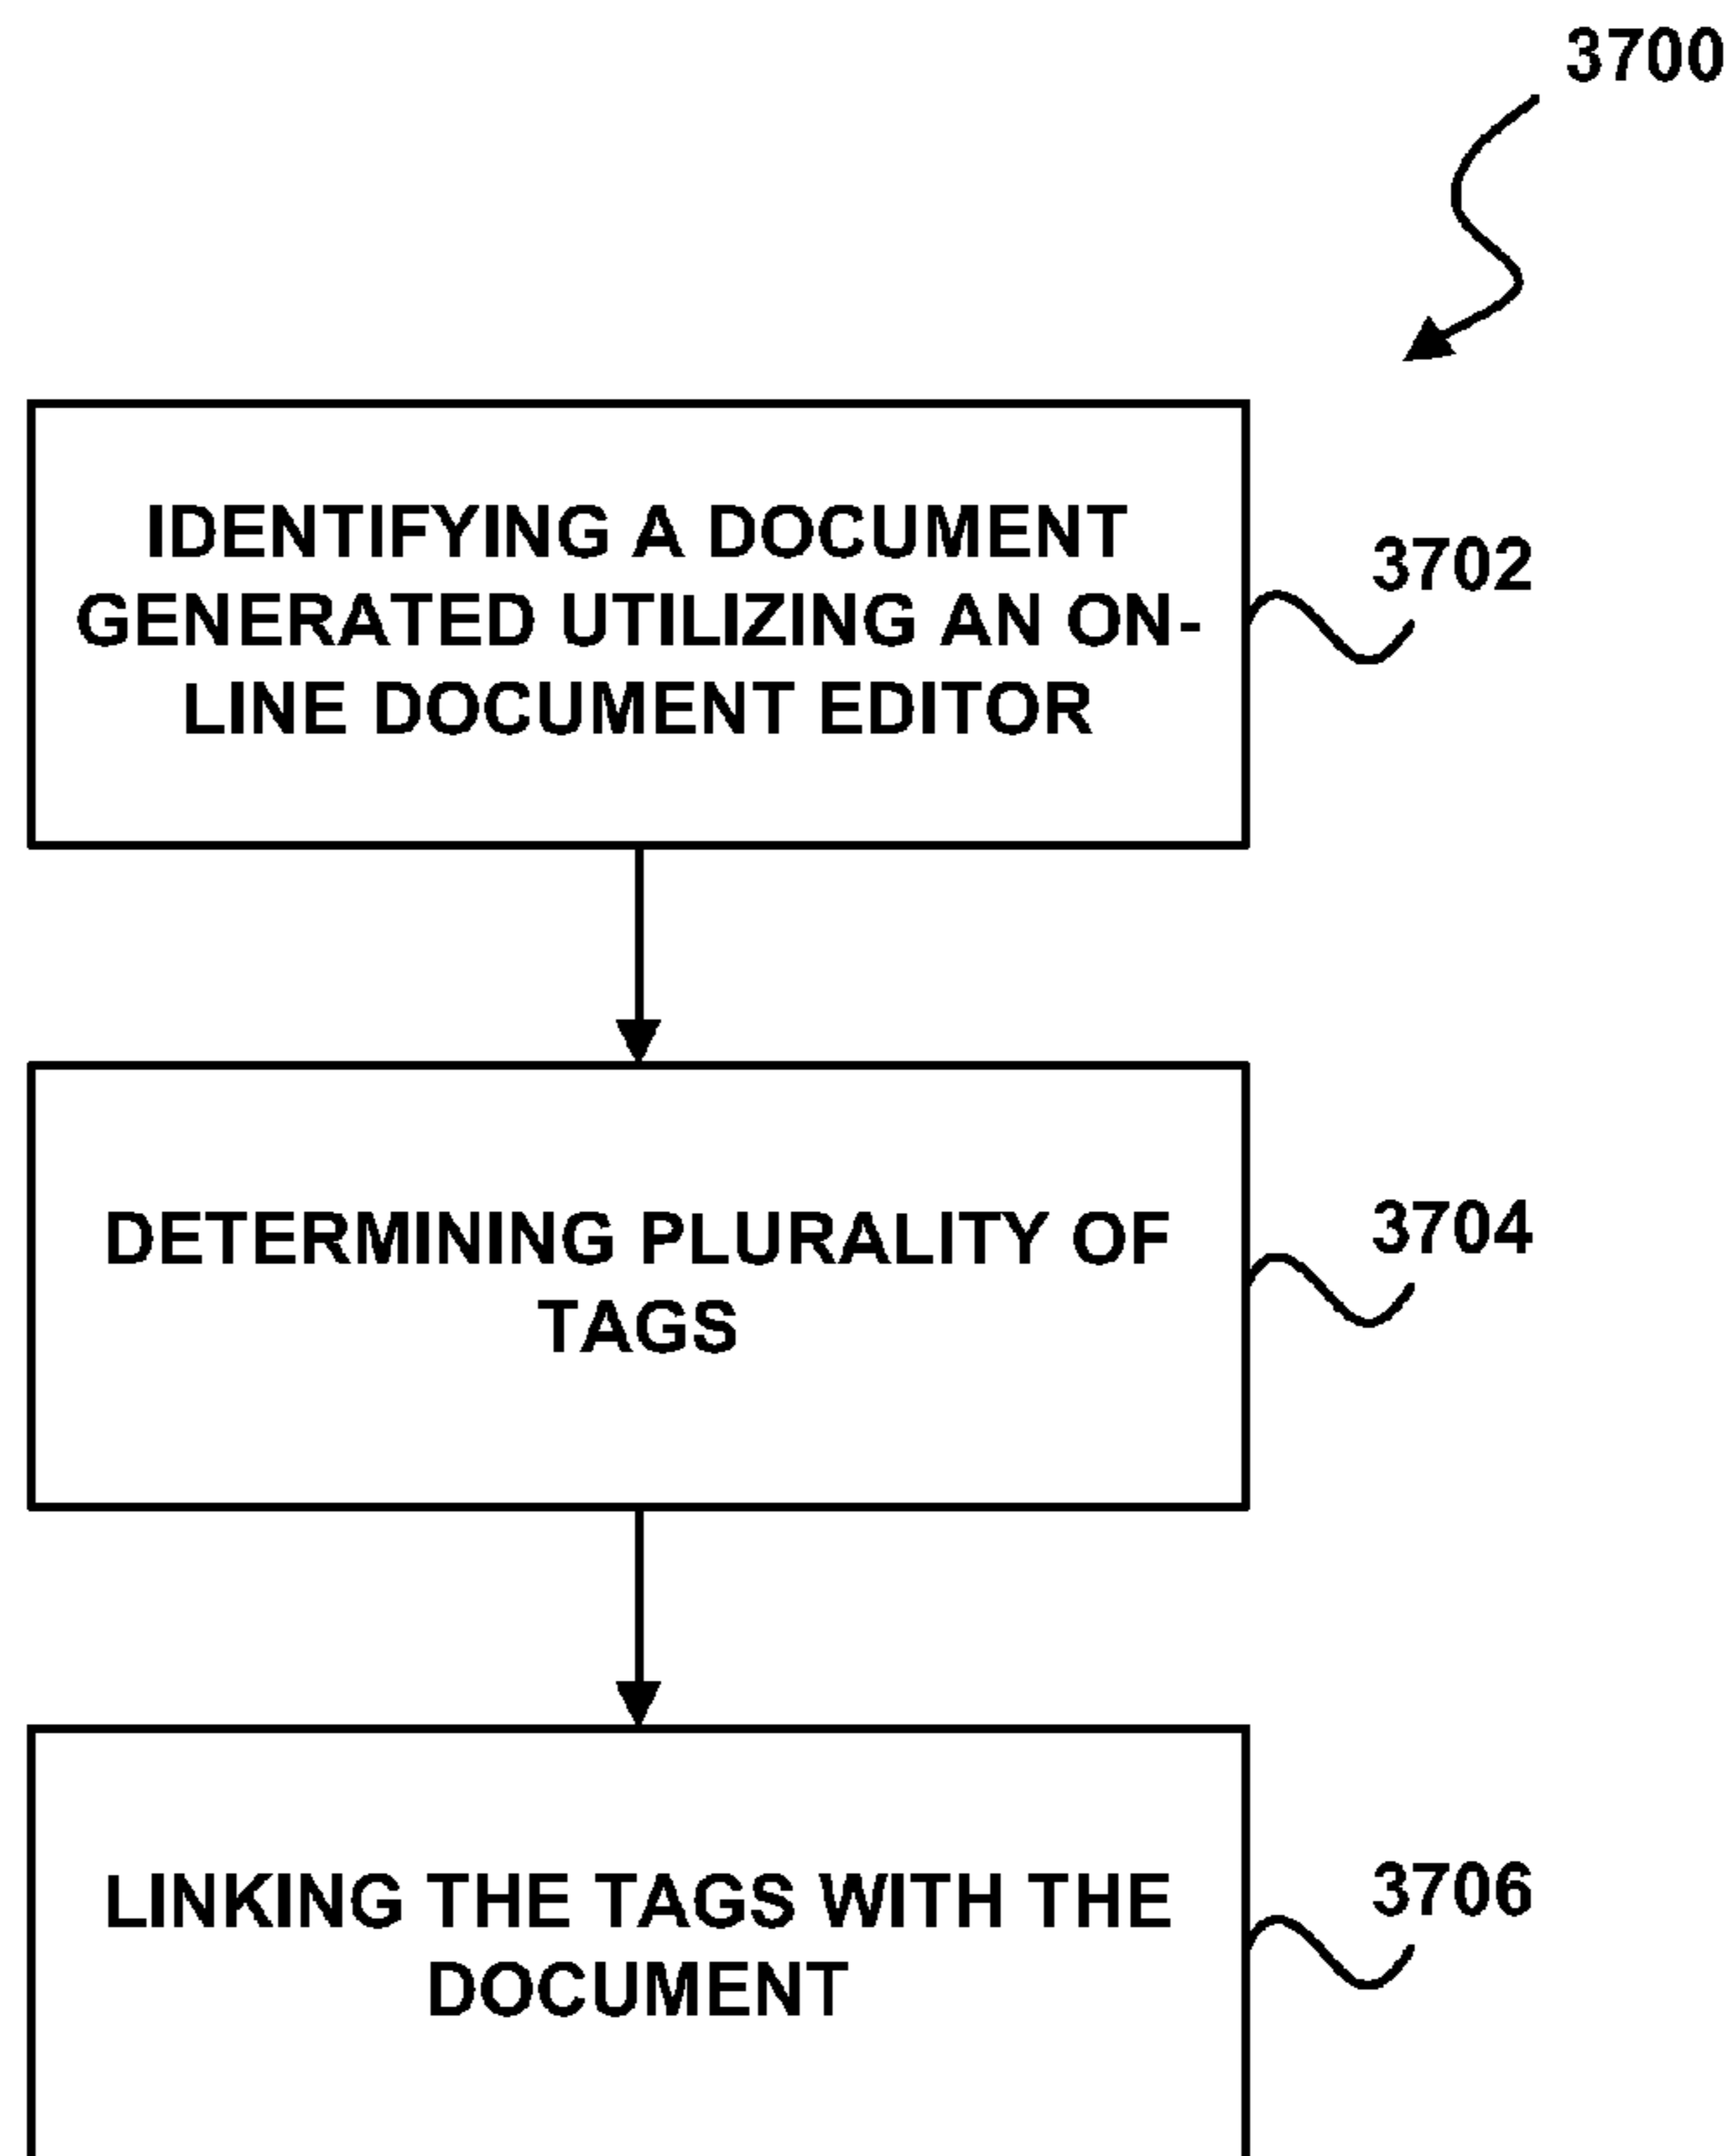 3700
IDENTIFYING A DOCUMENT
GENERATED UTILIZING AN ON-
LINE DOCUMENT EDITOR
3702
DETERMINING PLURALITY OF
TAGS
3704
LINKING THE TAGS WITH THE
DOCUMENT
3706